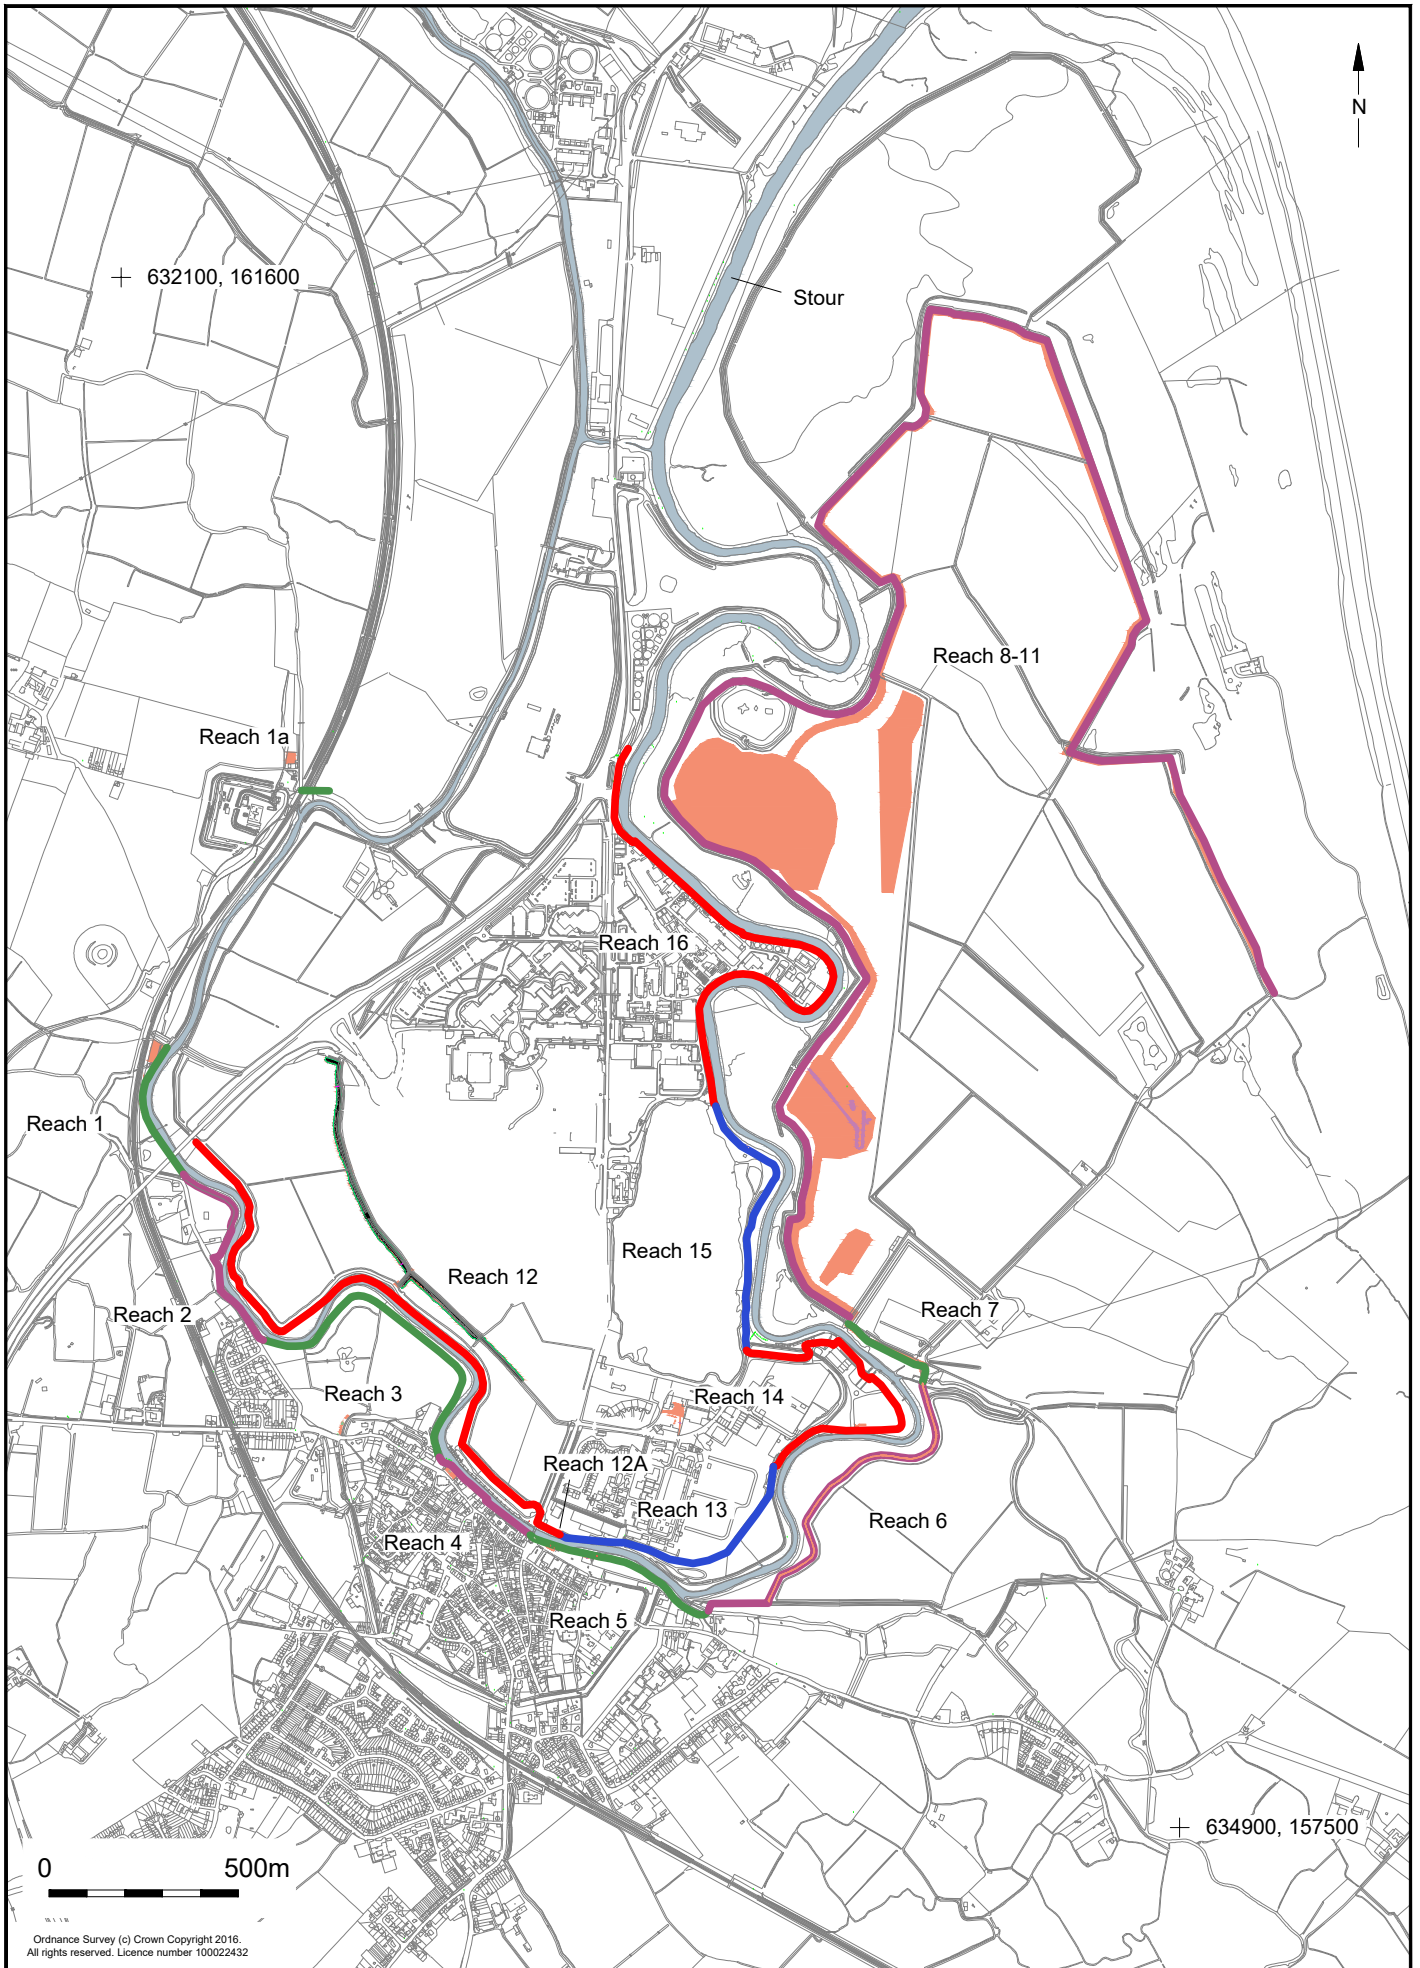 N
632100, 161600
Stour
Reach 8-11
Reach 1a
Reach 16
Reach 1
Reach 15
Reach 12
Reach 7
Reach 2
Reach 3
Reach 14
Reach 12A
Reach 13
Reach 6
Reach 4
Reach 5
634900, 157500
0 500m
Ordnance Survey (c) Crown Copyright 2016.
All rights reserved. Licence number 100022432